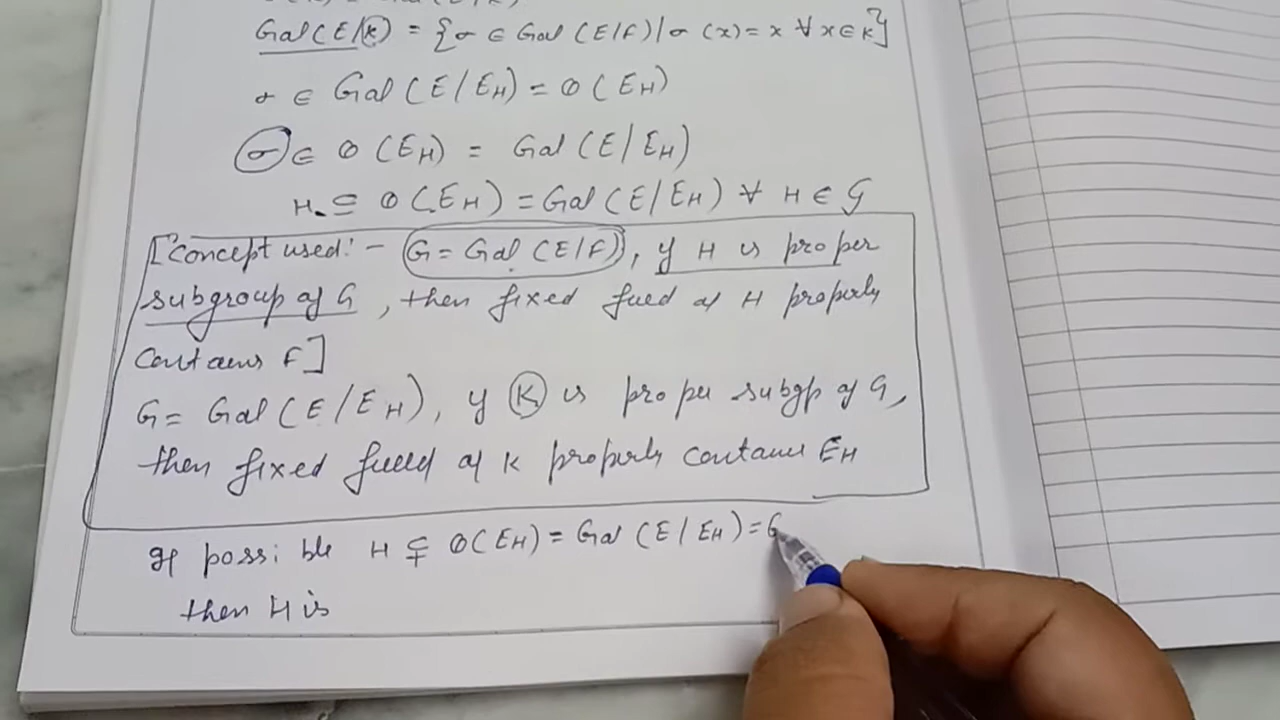 Gal(E/K) = {σ ∈ Gal (E/F) | σ (x) = x ∀ x ∈ K}
σ ∈ Gal (E/E_H) = Φ (E_H)
σ ∈ Φ (E_H) = Gal (E/E_H)
H ⊆ Φ (E_H) = Gal (E/E_H) ∀ H ∈ G
[Concept used:- G = Gal (E/F), if H is proper
subgroup of G, then fixed field of H properly
contains F]
G = Gal (E/E_H), if K is proper subgp of G,
then fixed field of K properly contains E_H
If possible H ⊊ Φ(E_H) = Gal (E/E_H) = G
then H is